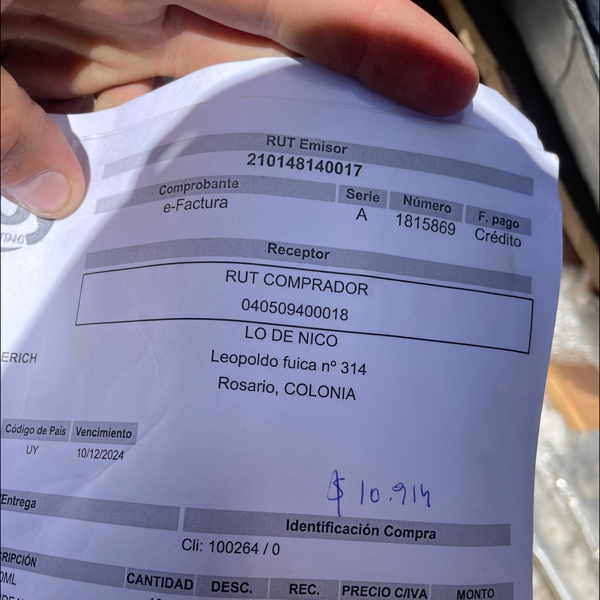 RUT Emisor
210148140017
Comprobante Serie Número F. pago
e-Factura A 1815869 Crédito
Receptor
RUT COMPRADOR
040509400018
LO DE NICO
Leopoldo fuica nº 314
Rosario, COLONIA
ERICH
Código de País Vencimiento
UY 10/12/2024
$ 10.914
/Entrega
Identificación Compra
Cli: 100264 / 0
RIPCIÓN CANTIDAD DESC. REC. PRECIO C/IVA MONTO
0ML